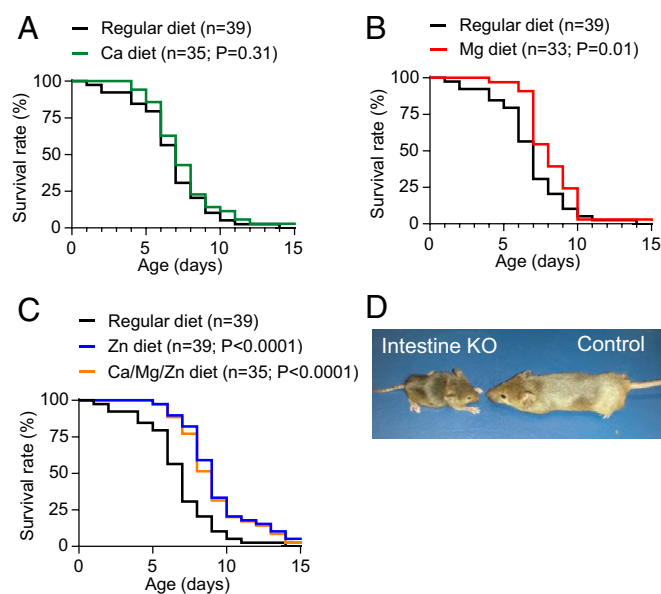 A
Regular diet (n=39)
Ca diet (n=35; P=0.31)
Survival rate (%)
100
75
50
25
0
0 5 10 15
Age (days)
B
Regular diet (n=39)
Mg diet (n=33; P=0.01)
Survival rate (%)
100
75
50
25
0
0 5 10 15
Age (days)
C
Regular diet (n=39)
Zn diet (n=39; P<0.0001)
Ca/Mg/Zn diet (n=35; P<0.0001)
Survival rate (%)
100
75
50
25
0
0 5 10 15
Age (days)
D
Intestine KO Control